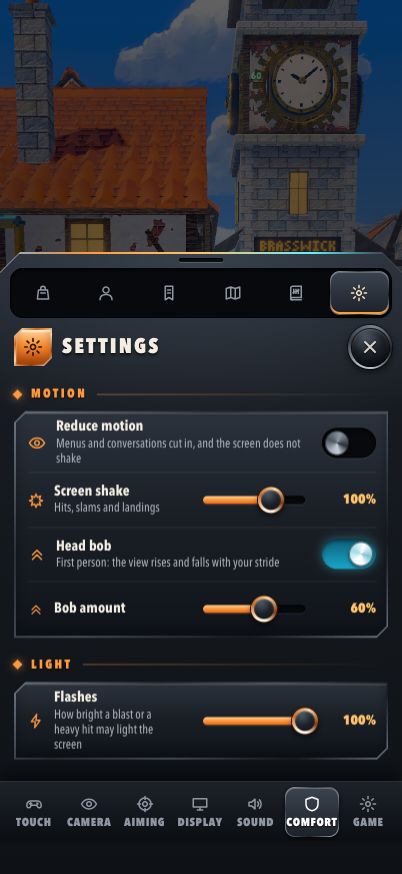 60
BRASSWICK
SETTINGS
MOTION
Reduce motion
Menus and conversations cut in, and the screen does not
shake
Screen shake
Hits, slams and landings
100%
Head bob
First person: the view rises and falls with your stride
Bob amount
60%
LIGHT
Flashes
How bright a blast or a
heavy hit may light the
screen
100%
TOUCH
CAMERA
AIMING
DISPLAY
SOUND
COMFORT
GAME